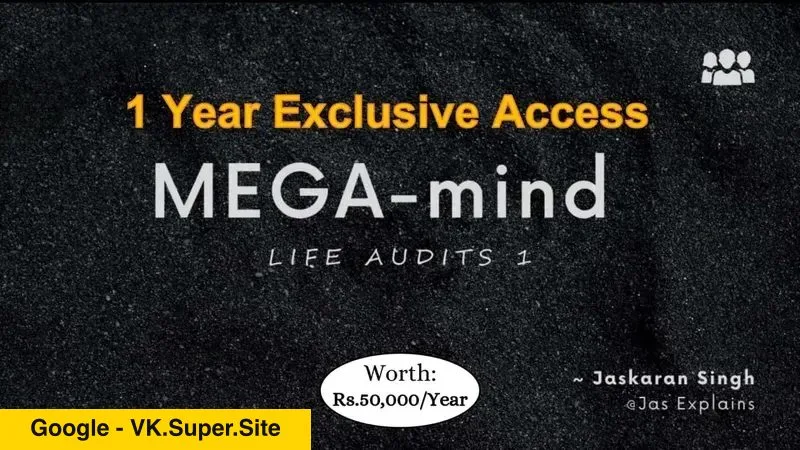 1 Year Exclusive Access
MEGA-mind
LIFE AUDITS 1
Worth:
Rs.50,000/Year
~ Jaskaran Singh
@Jas Explains
Google - VK.Super.Site